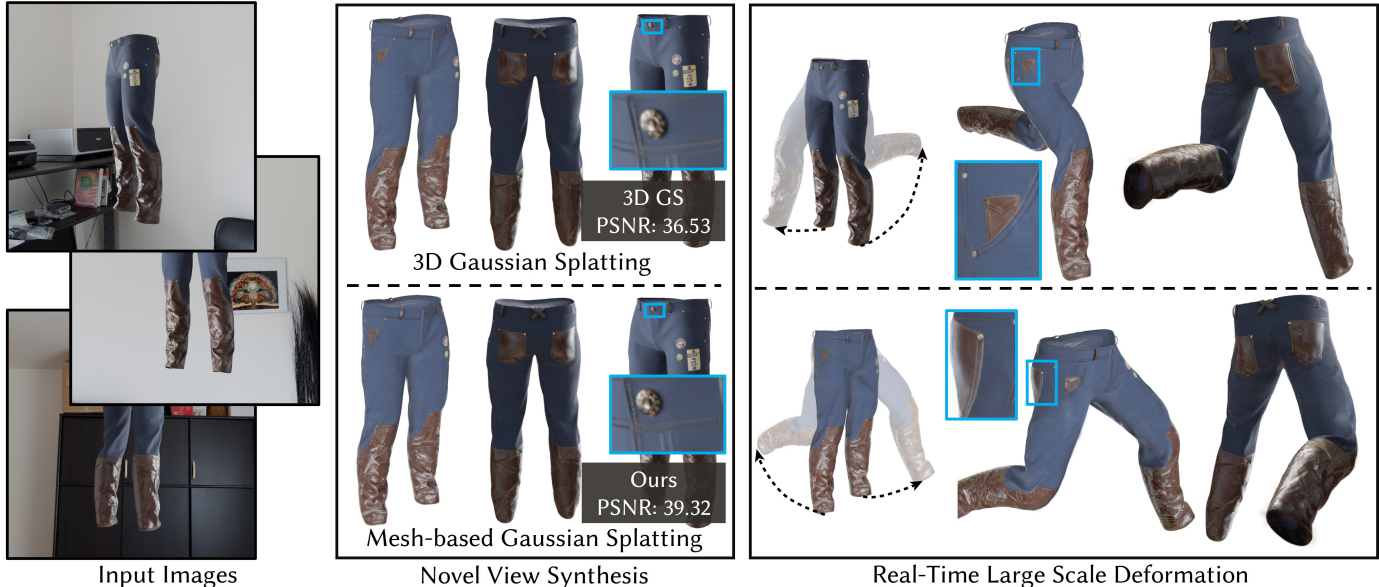 3D GS
PSNR: 36.53
3D Gaussian Splatting
Ours
PSNR: 39.32
Mesh-based Gaussian Splatting
Input Images
Novel View Synthesis
Real-Time Large Scale Deformation